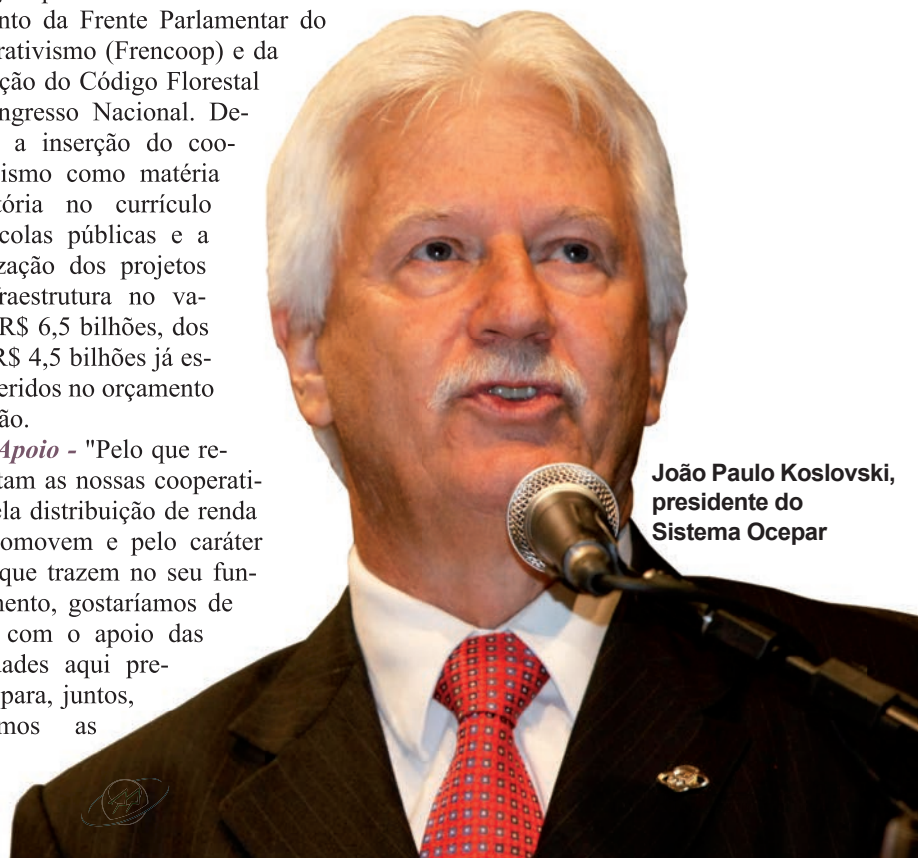 nto da Frente Parlamentar do
rativismo (Frencoop) e da
ção do Código Florestal
ngresso Nacional. De-
a inserção do coo-
ismo como matéria
tória no currículo
colas públicas e a
zação dos projetos
fraestrutura no va-
R$ 6,5 bilhões, dos
R$ 4,5 bilhões já es-
eridos no orçamento
ão.
Apoio - "Pelo que re-
tam as nossas cooperati-
ela distribuição de renda
omovem e pelo caráter
que trazem no seu fun-
mento, gostaríamos de
com o apoio das
dades aqui pre-
para, juntos,
mos as
João Paulo Koslovski,
presidente do
Sistema Ocepar